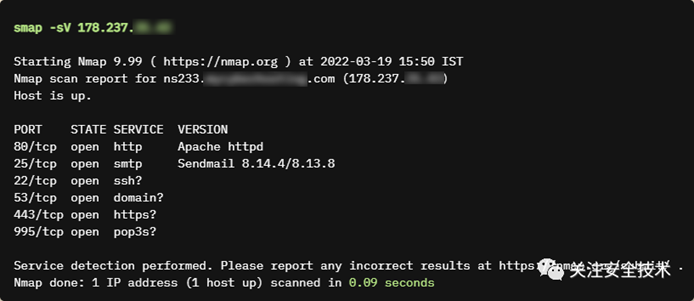 smap -sV 178.237.
Starting Nmap 9.99 ( https://nmap.org ) at 2022-03-19 15:50 IST
Nmap scan report for ns233. .com (178.237. )
Host is up.
PORT    STATE SERVICE  VERSION
80/tcp  open  http     Apache httpd
25/tcp  open  smtp     Sendmail 8.14.4/8.13.8
22/tcp  open  ssh?
53/tcp  open  domain?
443/tcp open  https?
995/tcp open  pop3s?
Service detection performed. Please report any incorrect results at https:// .
Nmap done: 1 IP address (1 host up) scanned in 0.09 seconds
关注安全技术